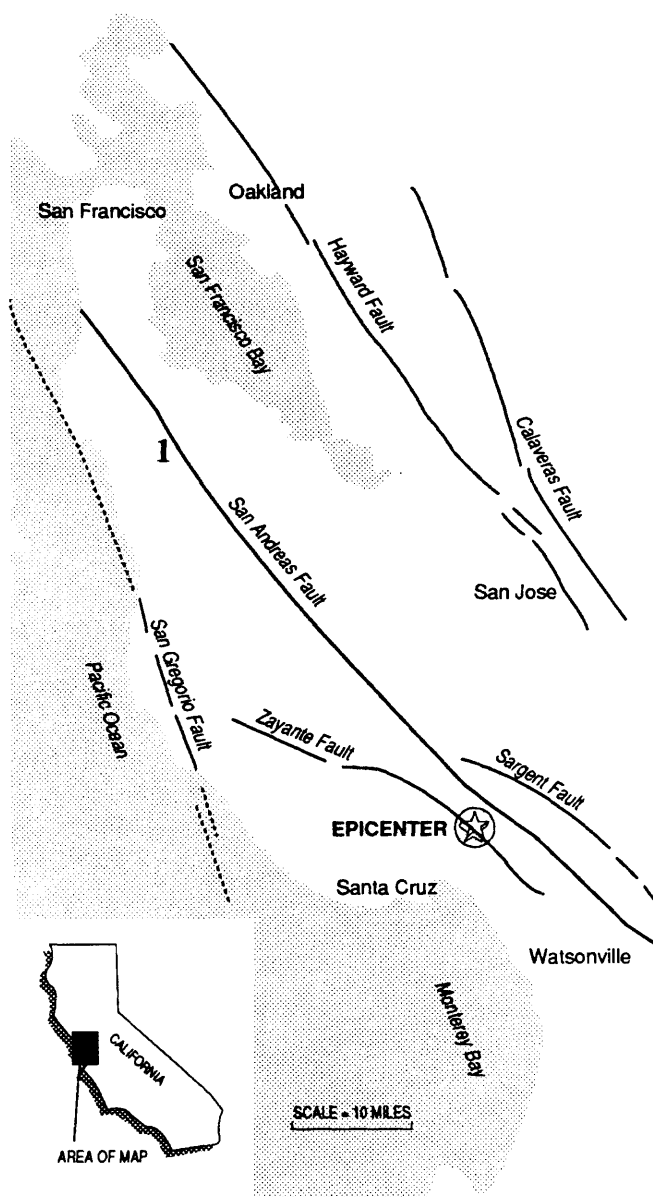 Oakland
San Francisco
San Francisco Bay
Hayward Fault
Calaveras Fault
1
San Andreas Fault
San Jose
San Gregorio Fault
Pacific Ocean
Zayante Fault
Sargent Fault
EPICENTER
Santa Cruz
Watsonville
Monterey Bay
CALIFORNIA
SCALE = 10 MILES
AREA OF MAP